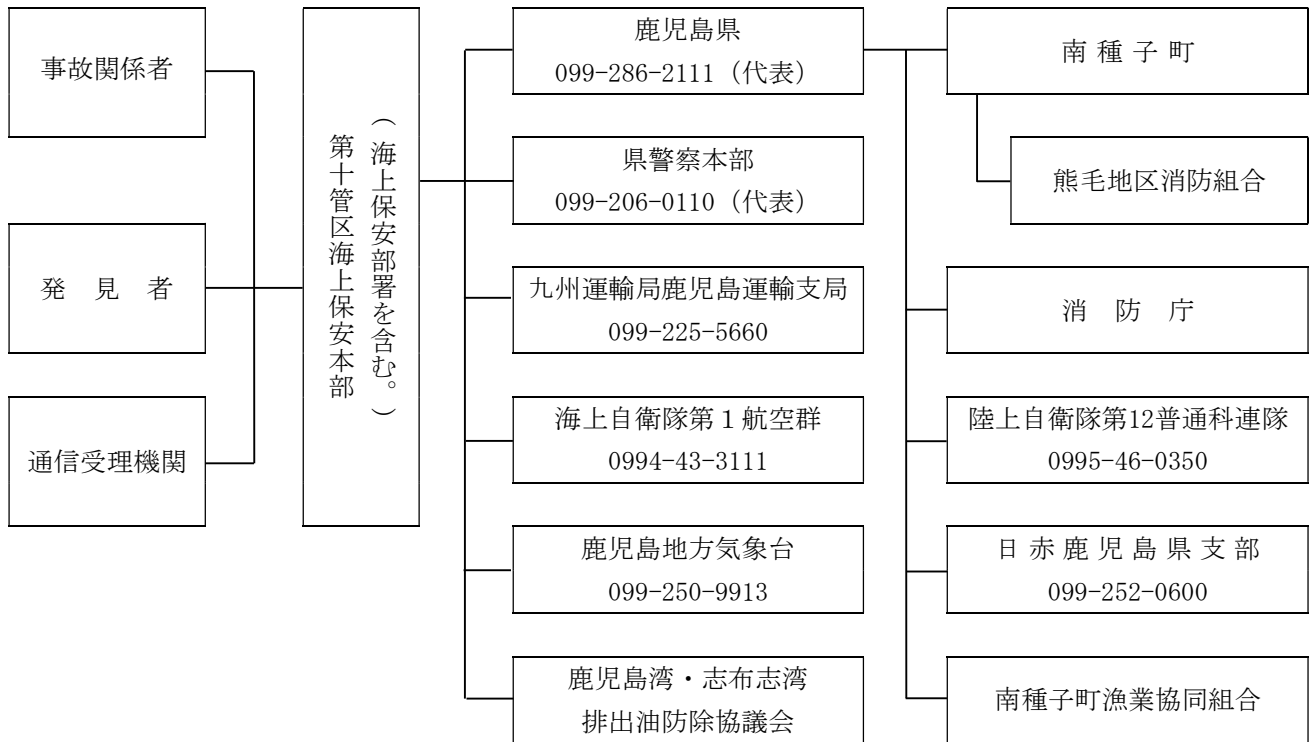 事故関係者
発見者
通信受理機関
第十管区海上保安本部
（海上保安部署を含む。）
鹿児島県
099-286-2111（代表）
県警察本部
099-206-0110（代表）
九州運輸局鹿児島運輸支局
099-225-5660
海上自衛隊第１航空群
0994-43-3111
鹿児島地方気象台
099-250-9913
鹿児島湾・志布志湾
排出油防除協議会
南種子町
熊毛地区消防組合
消防庁
陸上自衛隊第12普通科連隊
0995-46-0350
日赤鹿児島県支部
099-252-0600
南種子町漁業協同組合